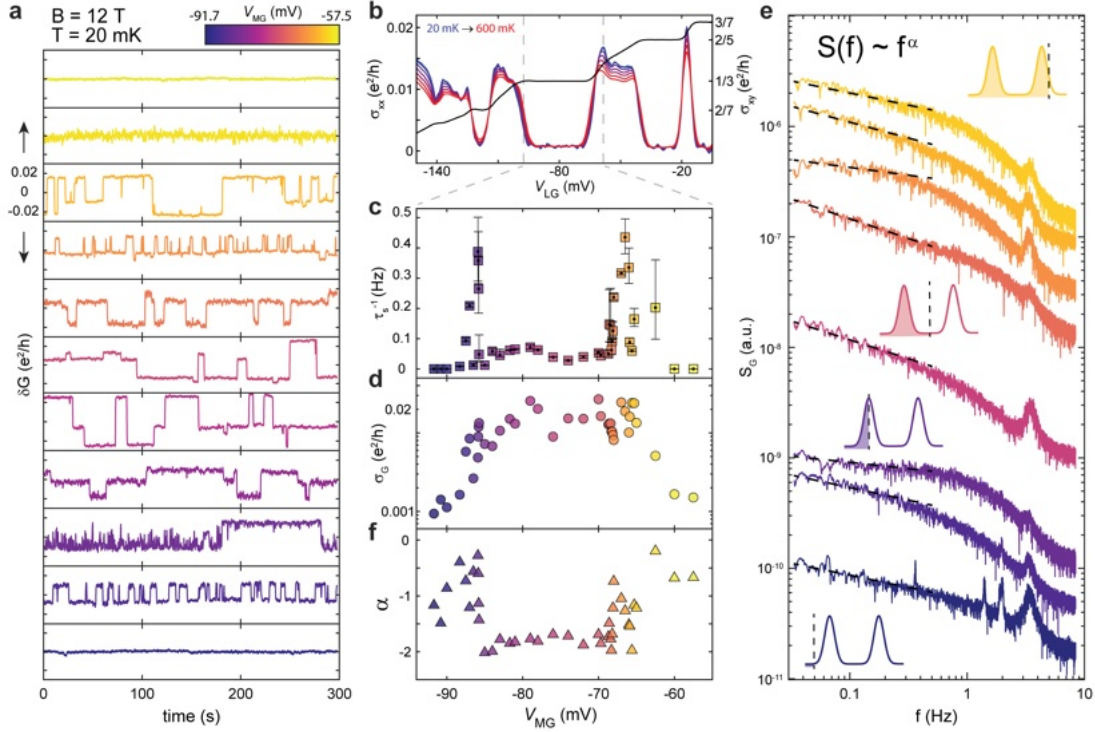 a
B = 12 T
T = 20 mK
V_MG (mV)
-91.7
-57.5
0.02
0
-0.02
δG (e²/h)
0
100
200
300
time (s)
b
20 mK → 600 mK
σ_xx (e²/h)
0.02
0.01
0
3/7
2/5
1/3
2/7
σ_xy (e²/h)
-140
-80
-20
V_LG (mV)
c
τ_s⁻¹ (Hz)
0.5
0.4
0.3
0.2
0.1
0
d
σ_G (e²/h)
0.02
0.001
f
α
0
-1
-2
-90
-80
-70
-60
V_MG (mV)
e
S(f) ~ f^α
S_G (a.u.)
10⁻⁶
10⁻⁷
10⁻⁸
10⁻⁹
10⁻¹⁰
10⁻¹¹
0.1
1
10
f (Hz)